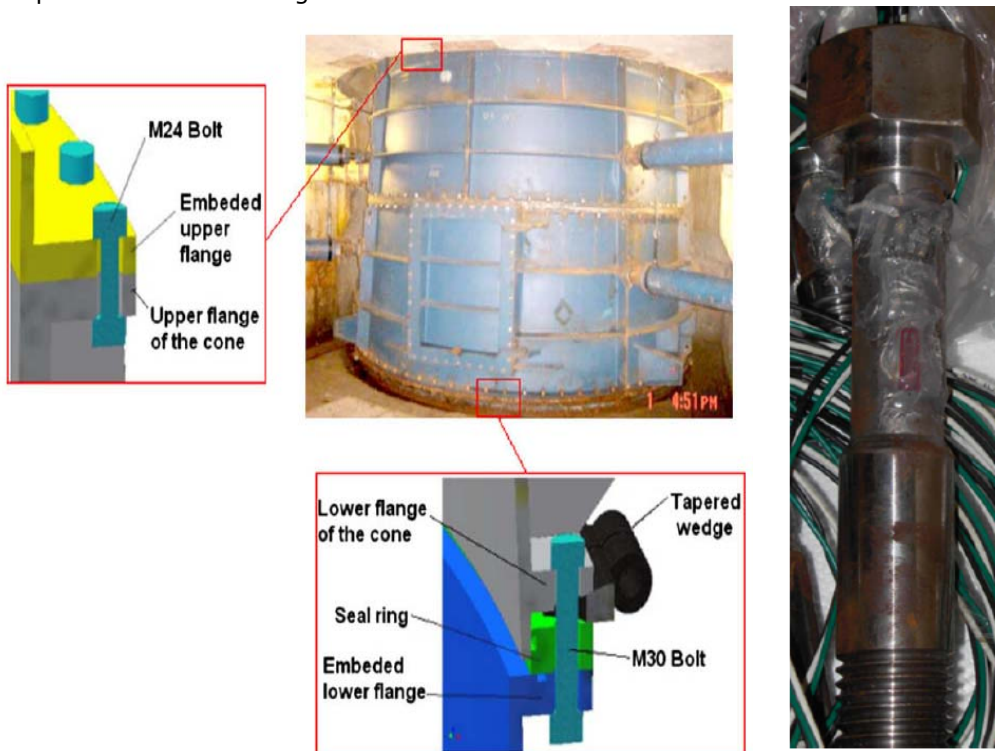 M24 Bolt
Embeded
upper
flange
Upper flange
of the cone
1 4:51PM
Lower flange
of the cone
Tapered
wedge
Seal ring
M30 Bolt
Embeded
lower flange